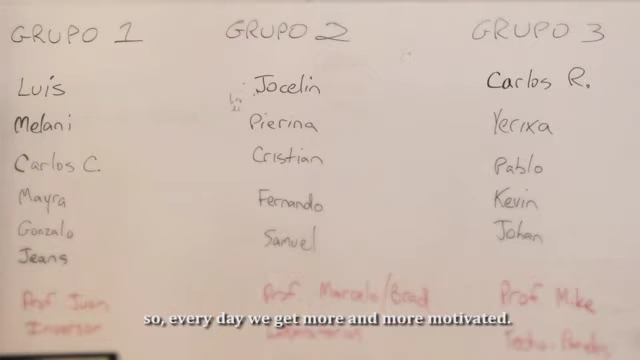 GRUPO 1
Luis
Melani
Carlos C.
Mayra
Gonzalo
Jeans
Prof Juan
Inversor
GRUPO 2
Jocelin
Pierina
Cristian
Fernando
Samuel
Prof. Marcelo/Brad
GRUPO 3
Carlos R.
Yerixa
Pablo
Kevin
Johan
Prof Mike
so, every day we get more and more motivated.